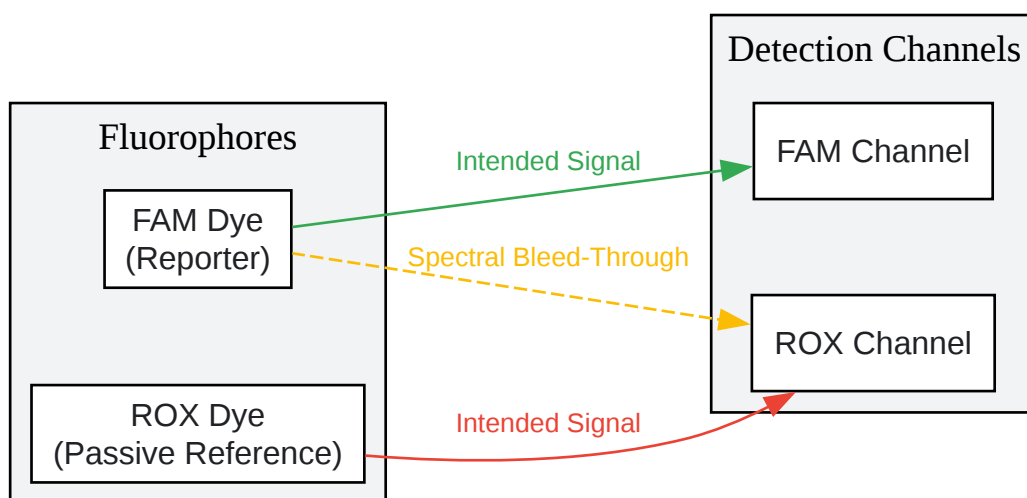 Fluorophores
FAM Dye
(Reporter)
ROX Dye
(Passive Reference)
Intended Signal
Spectral Bleed-Through
Intended Signal
Detection Channels
FAM Channel
ROX Channel